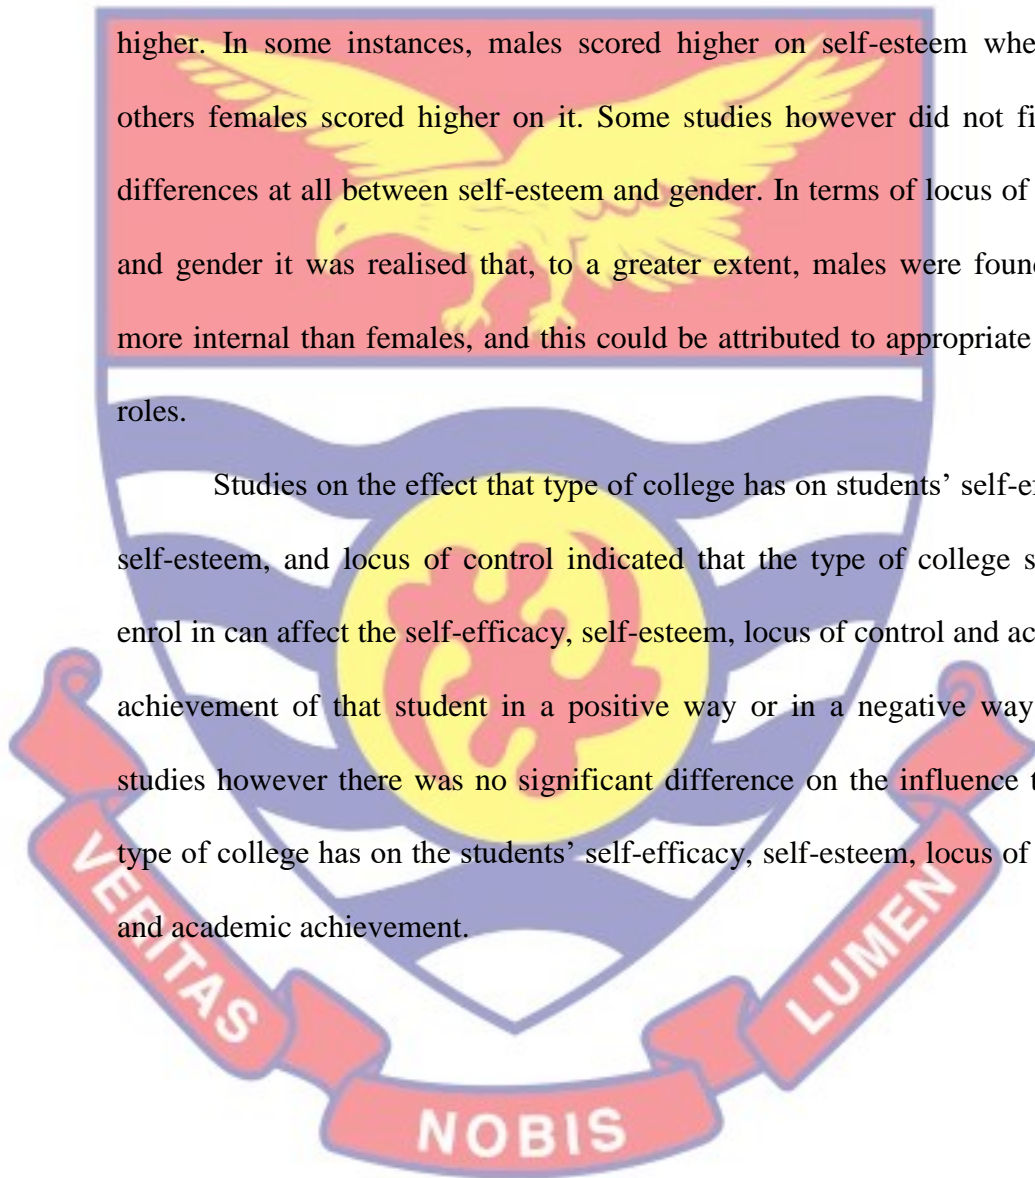 higher. In some instances, males scored higher on self-esteem whe
others females scored higher on it. Some studies however did not fi
differences at all between self-esteem and gender. In terms of locus of
and gender it was realised that, to a greater extent, males were found
more internal than females, and this could be attributed to appropriate
roles.
Studies on the effect that type of college has on students’ self-e
self-esteem, and locus of control indicated that the type of college s
enrol in can affect the self-efficacy, self-esteem, locus of control and ac
achievement of that student in a positive way or in a negative way
studies however there was no significant difference on the influence t
type of college has on the students’ self-efficacy, self-esteem, locus of
and academic achievement.
VERITAS
NOBIS
LUMEN